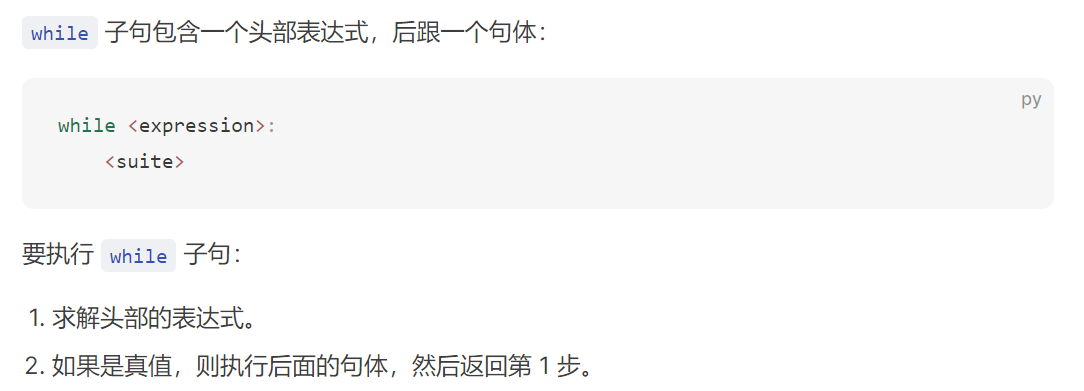 while 子句包含一个头部表达式，后跟一个句体：
py
while <expression>:
    <suite>
要执行 while 子句：
1. 求解头部的表达式。
2. 如果是真值，则执行后面的句体，然后返回第 1 步。